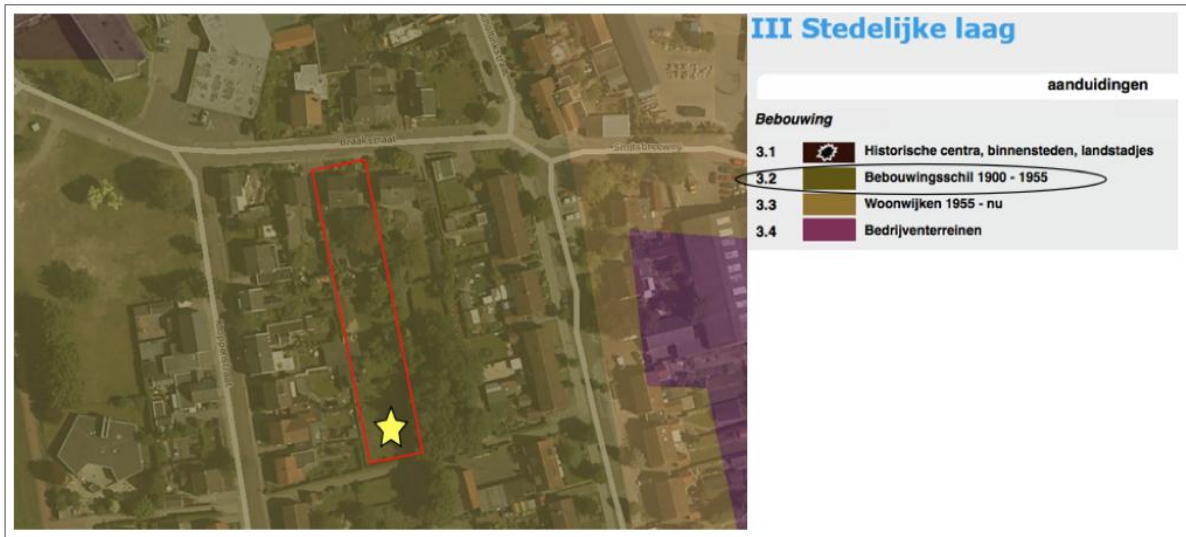 III Stedelijke laag
aanduidingen
Bebouwing
3.1 Historische centra, binnensteden, landstadjes
3.2 Bebouwingsschil 1900 - 1955
3.3 Woonwijken 1955 - nu
3.4 Bedrijventerreinen
Braakstraat